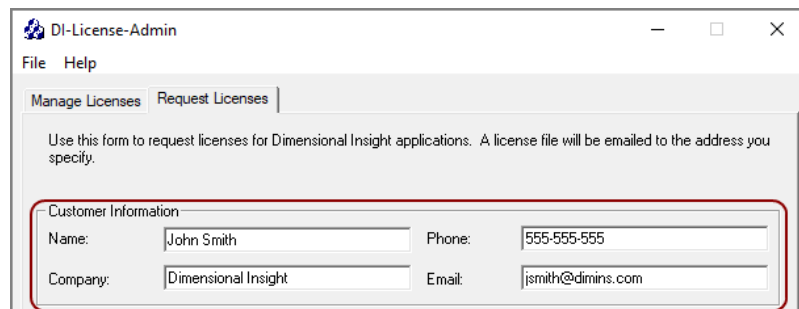 DI-License-Admin
File Help
Manage Licenses Request Licenses
Use this form to request licenses for Dimensional Insight applications. A license file will be emailed to the address you
specify.
Customer Information
Name: John Smith Phone: 555-555-555
Company: Dimensional Insight Email: jsmith@dimins.com